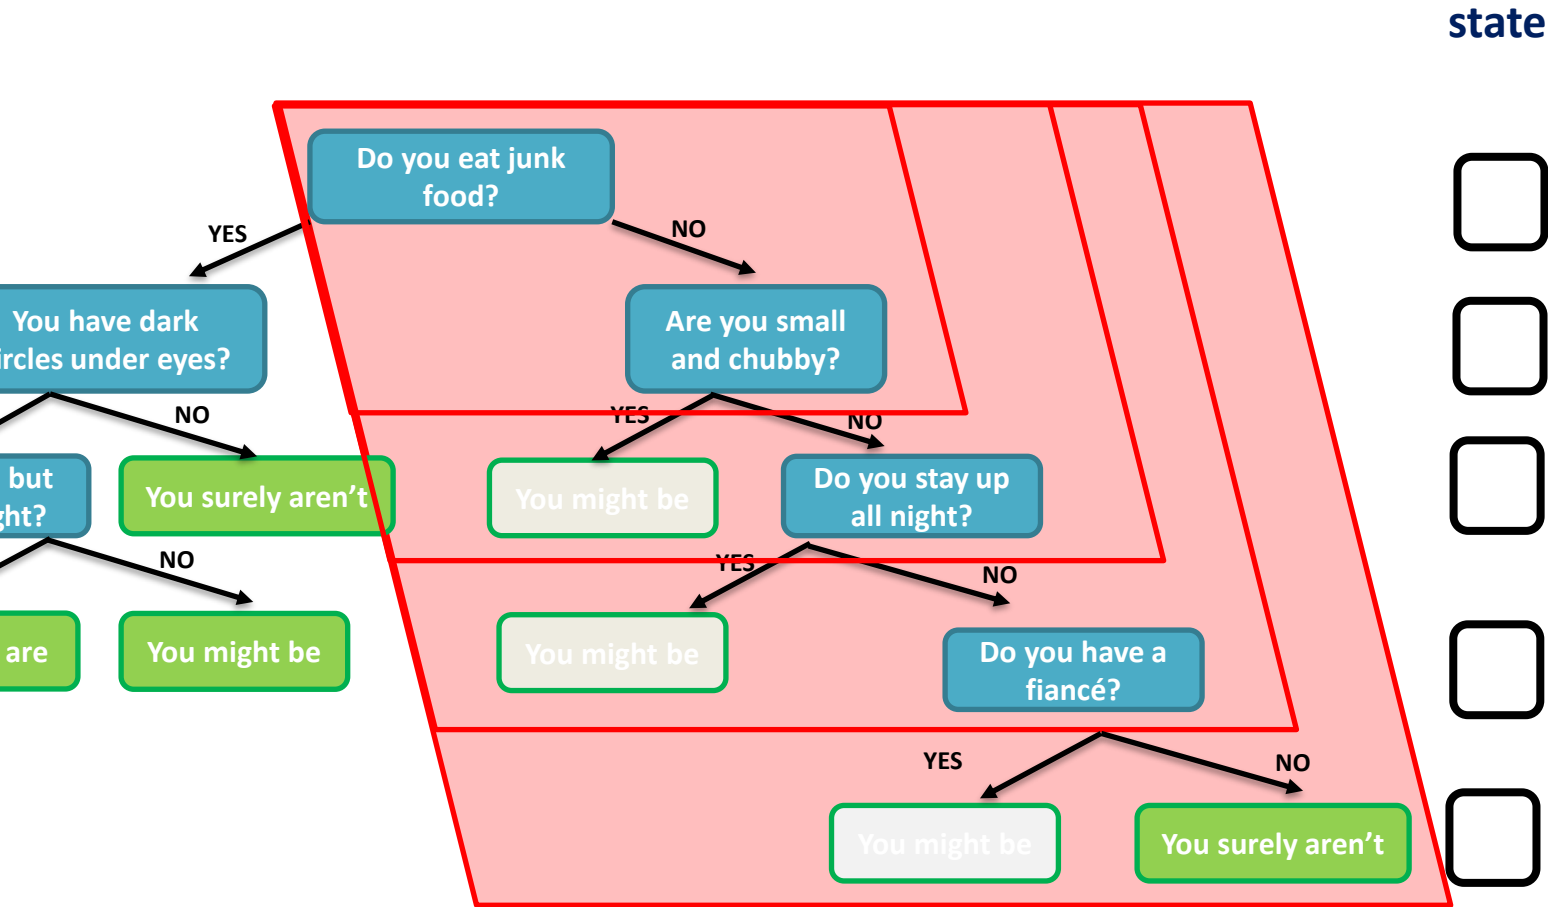 state
Do you eat junk
food?
YES
NO
You have dark
ircles under eyes?
Are you small
and chubby?
NO
YES
NO
but
ght?
You surely aren't
You might be
Do you stay up
all night?
NO
YES
NO
are
You might be
You might be
Do you have a
fiancé?
YES
NO
You might be
You surely aren't